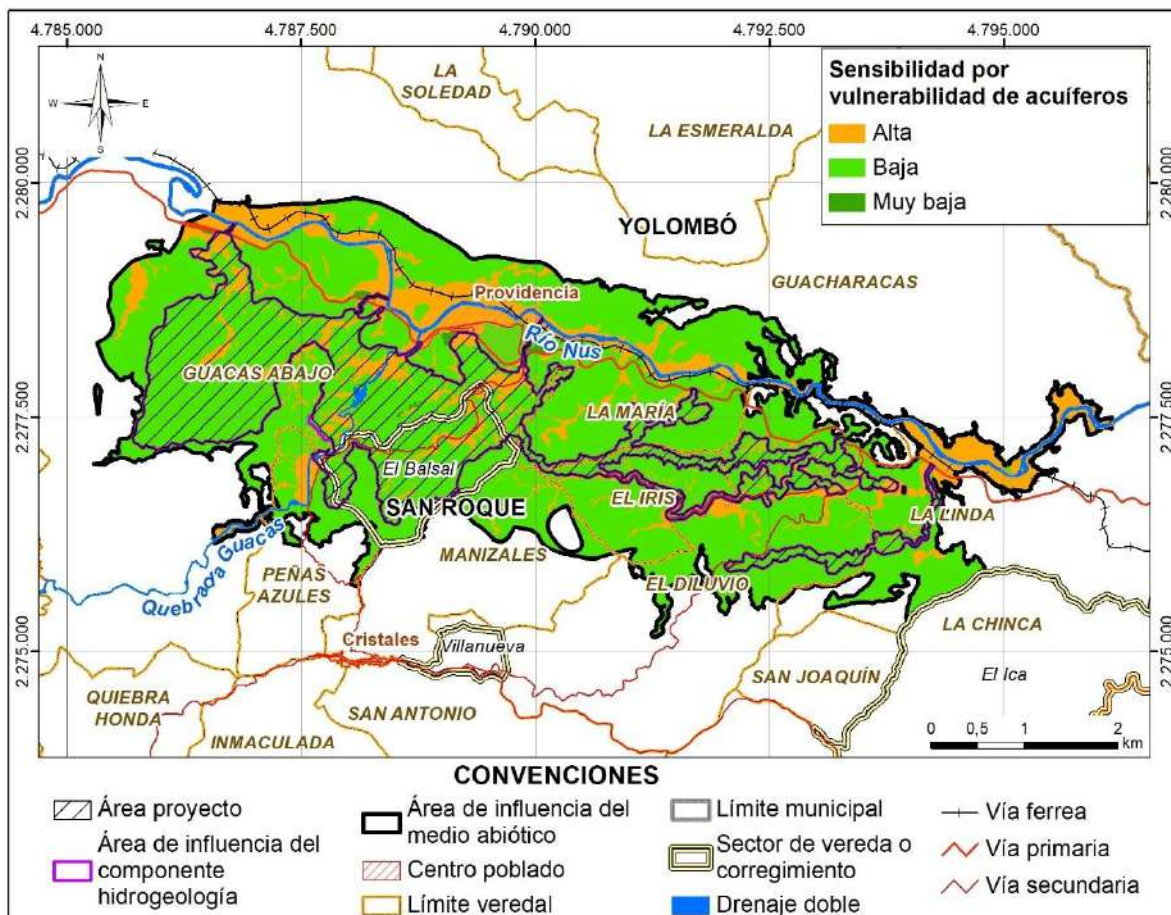 4.785.000
4.787.500
4.790.000
4.792.500
4.795.000
N
W
E
S
LA
SOLEDAD
LA ESMERALDA
Sensibilidad por
vulnerabilidad de acuíferos
Alta
Baja
Muy baja
2.280.000
2.280.000
YOLOMBÓ
GUACHARACAS
Providencia
Río Nus
GUACAS ABAJO
2.277.500
2.277.500
LA MARÍA
El Balsal
EL IRIS
SAN ROQUE
LA LINDA
MANIZALES
Quebrada Guacas
PEÑAS
AZULES
EL DILUVIO
LA CHINCA
2.275.000
2.275.000
Cristales
Villanueva
SAN JOAQUÍN
El Ica
QUIEBRA
HONDA
SAN ANTONIO
INMACULADA
0 0,5 1 2
km
CONVENCIONES
Área proyecto
Área de influencia del
componente
hidrogeología
Área de influencia del
medio abiótico
Centro poblado
Límite veredal
Límite municipal
Sector de vereda o
corregimiento
Drenaje doble
Vía ferrea
Vía primaria
Vía secundaria